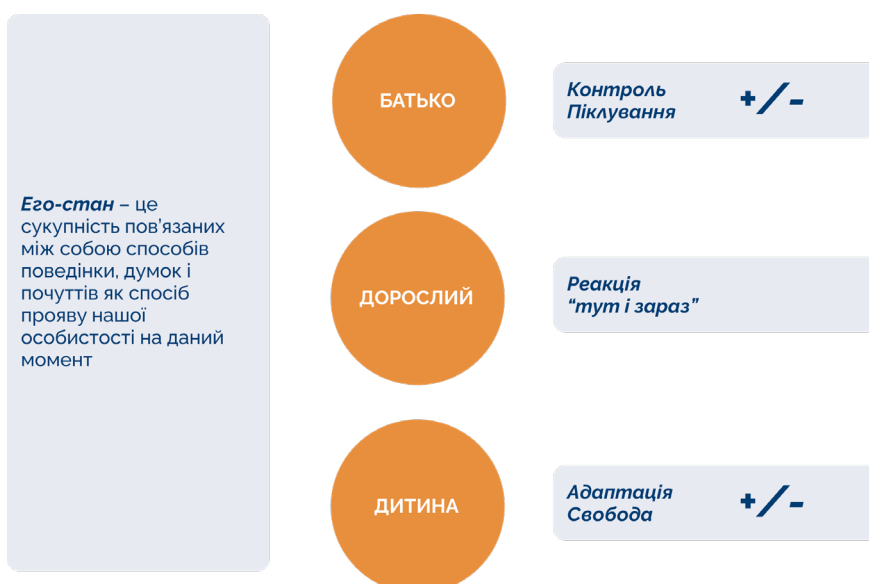 Его-стан – це
сукупність пов’язаних
між собою способів
поведінки, думок і
почуттів як спосіб
прояву нашої
особистості на даний
момент
БАТЬКО
Контроль
Піклування
+/-
ДОРОСЛИЙ
Реакція
“тут і зараз”
ДИТИНА
Адаптація
Свобода
+/-